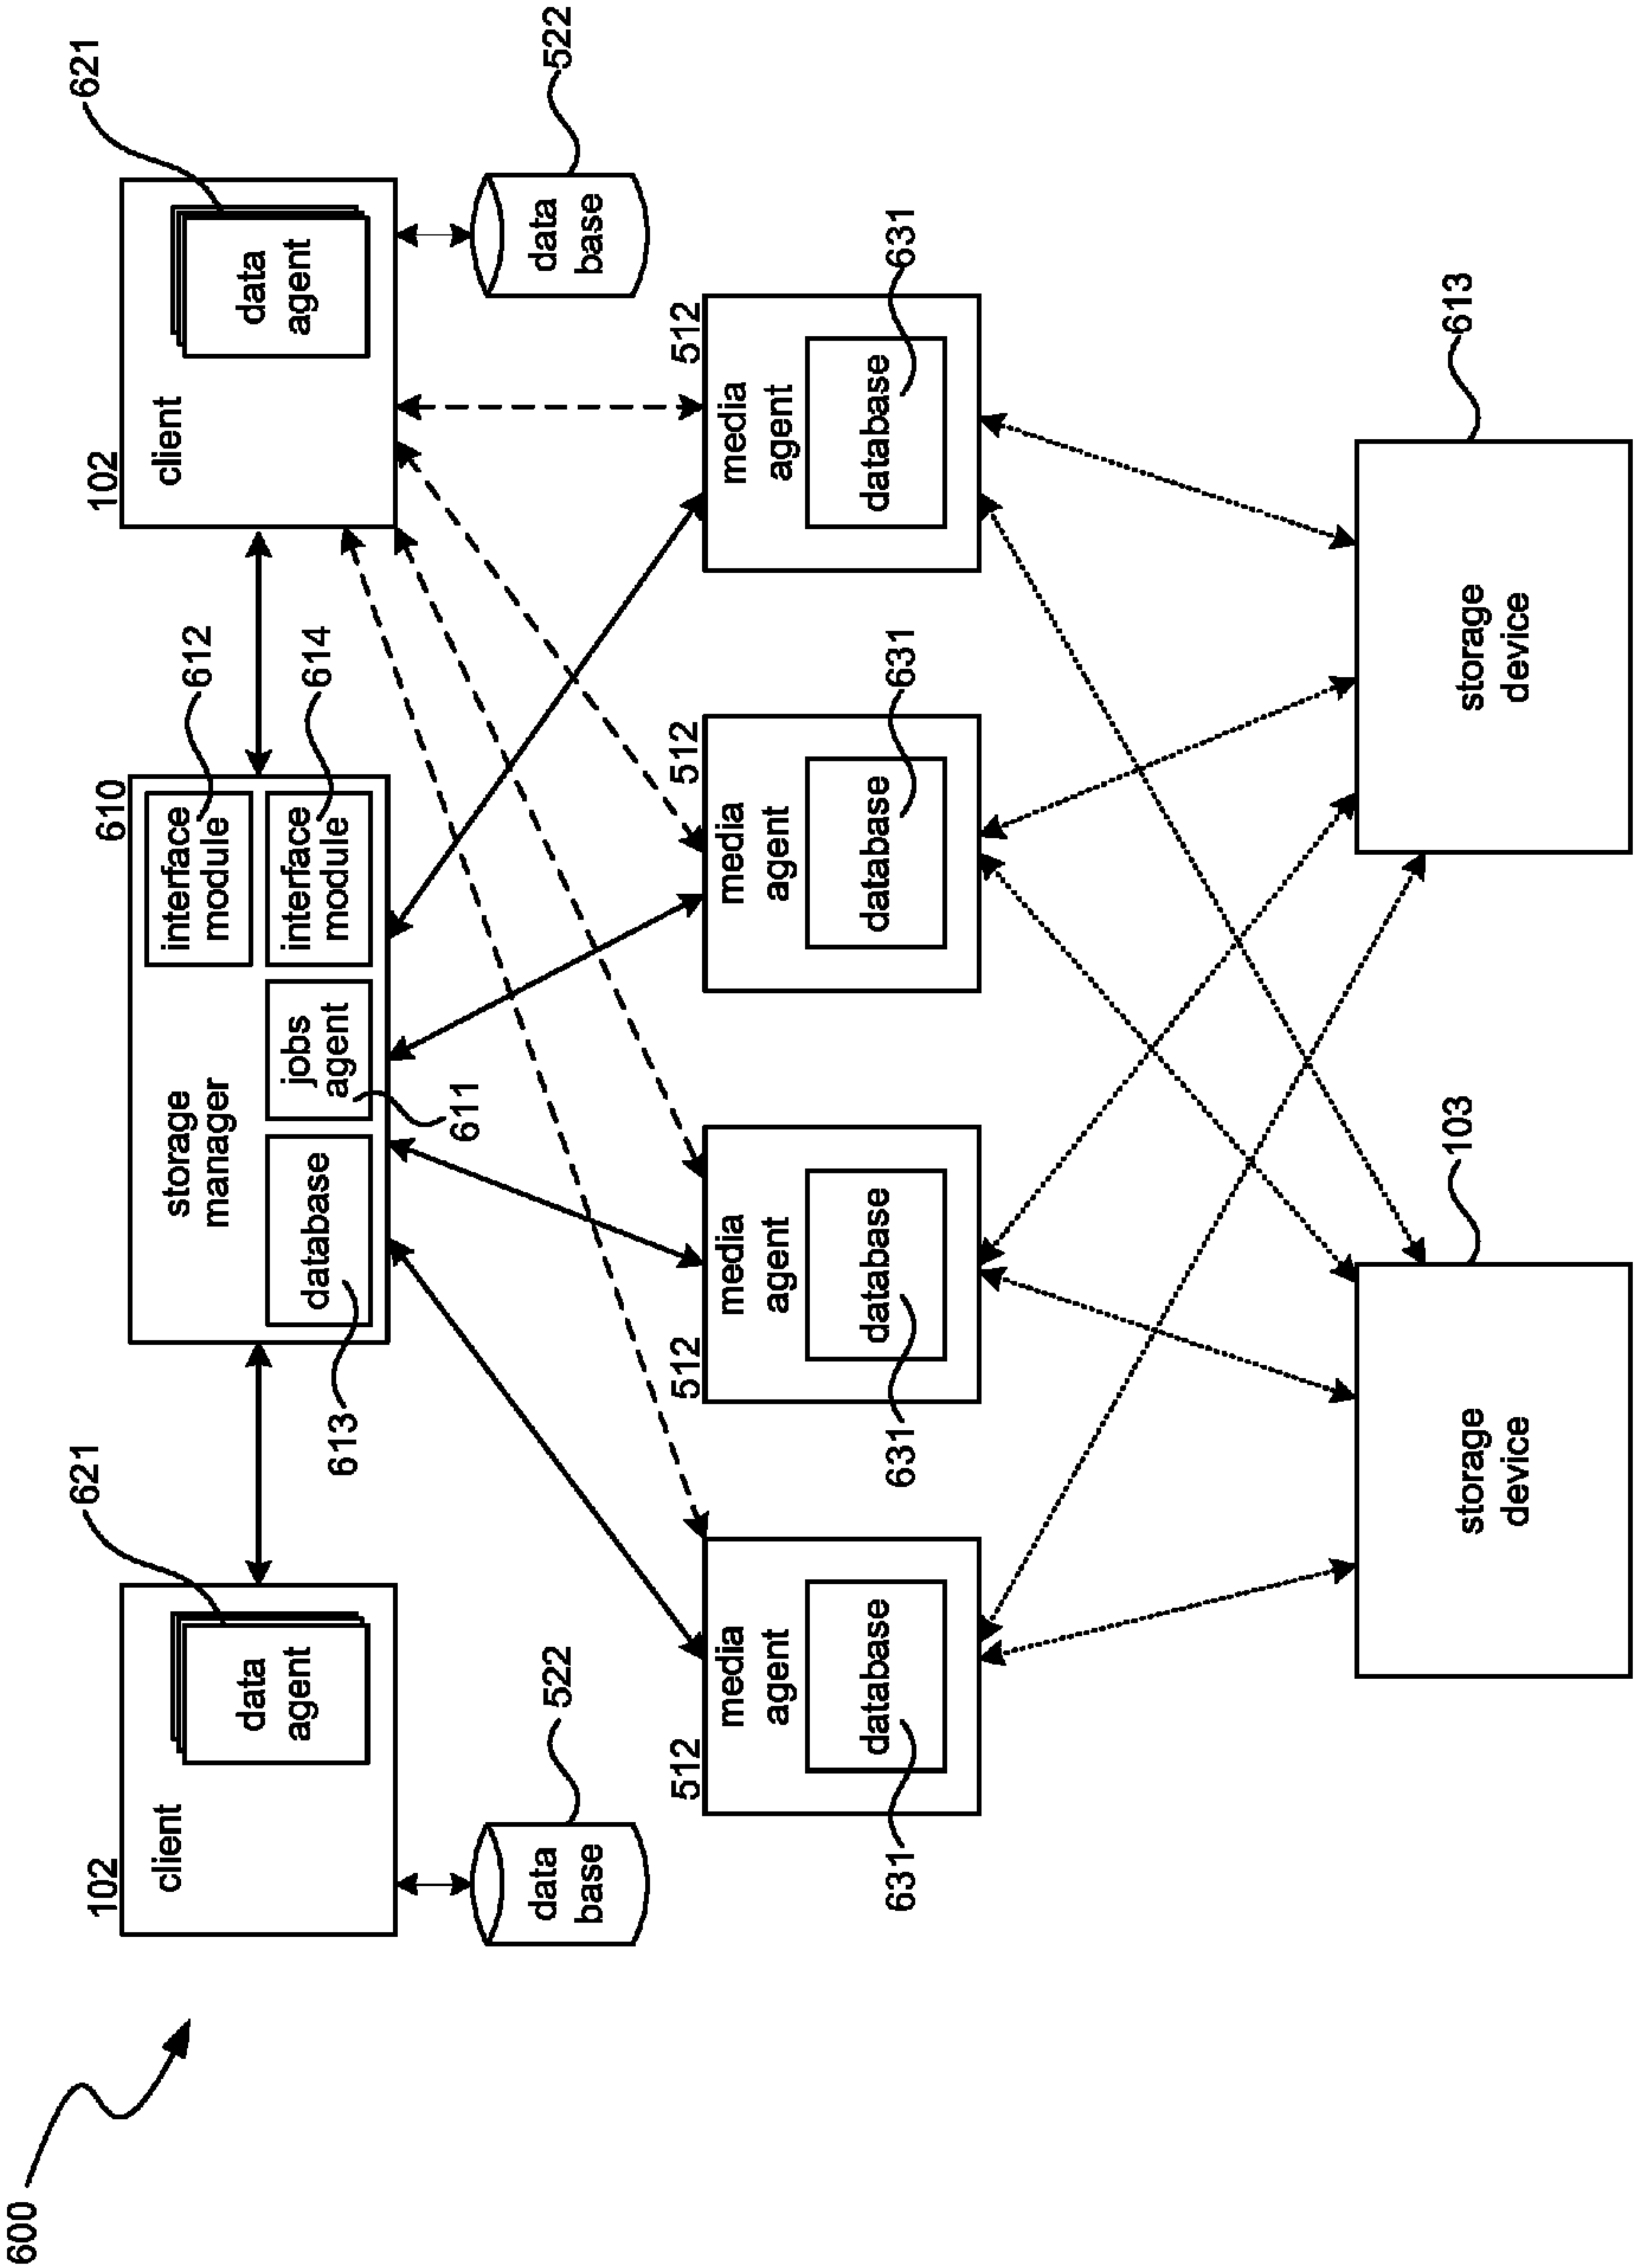 600
102
client
data
agent
621
data
base
522
610
storage
manager
database
613
jobs
agent
611
interface
module
612
interface
module
614
102
client
data
agent
621
data
base
522
512
media
agent
database
631
512
media
agent
database
631
512
media
agent
database
631
512
media
agent
database
631
storage
device
103
storage
device
613